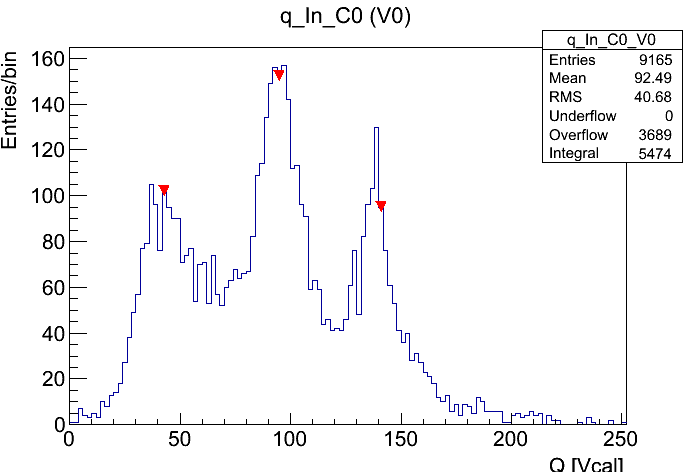 q_In_C0 (V0)
q_In_C0_V0
Entries 9165
Mean 92.49
RMS 40.68
Underflow 0
Overflow 3689
Integral 5474
Entries/bin
160
140
120
100
80
60
40
20
0
0 50 100 150 200 250
Q [Vcal]